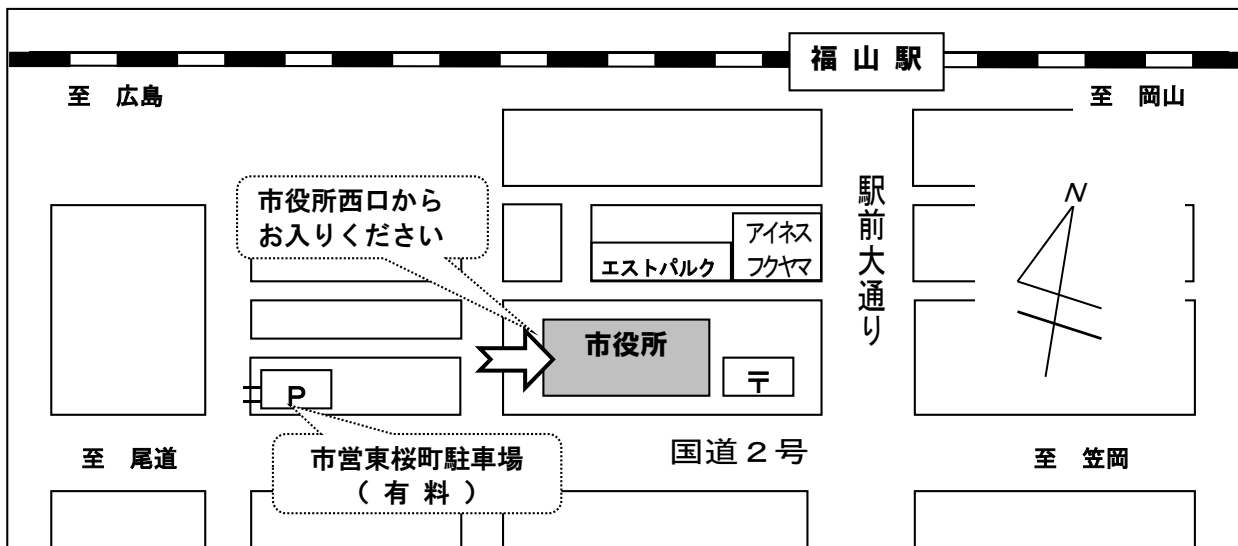 福 山 駅
至 広島
至 岡山
市役所西口から
お入りください
駅前大通り
N
アイネス
フクヤマ
エストパルク
市役所
〒
P
市営東桜町駐車場
( 有 料 )
国道２号
至 尾道
至 笠岡